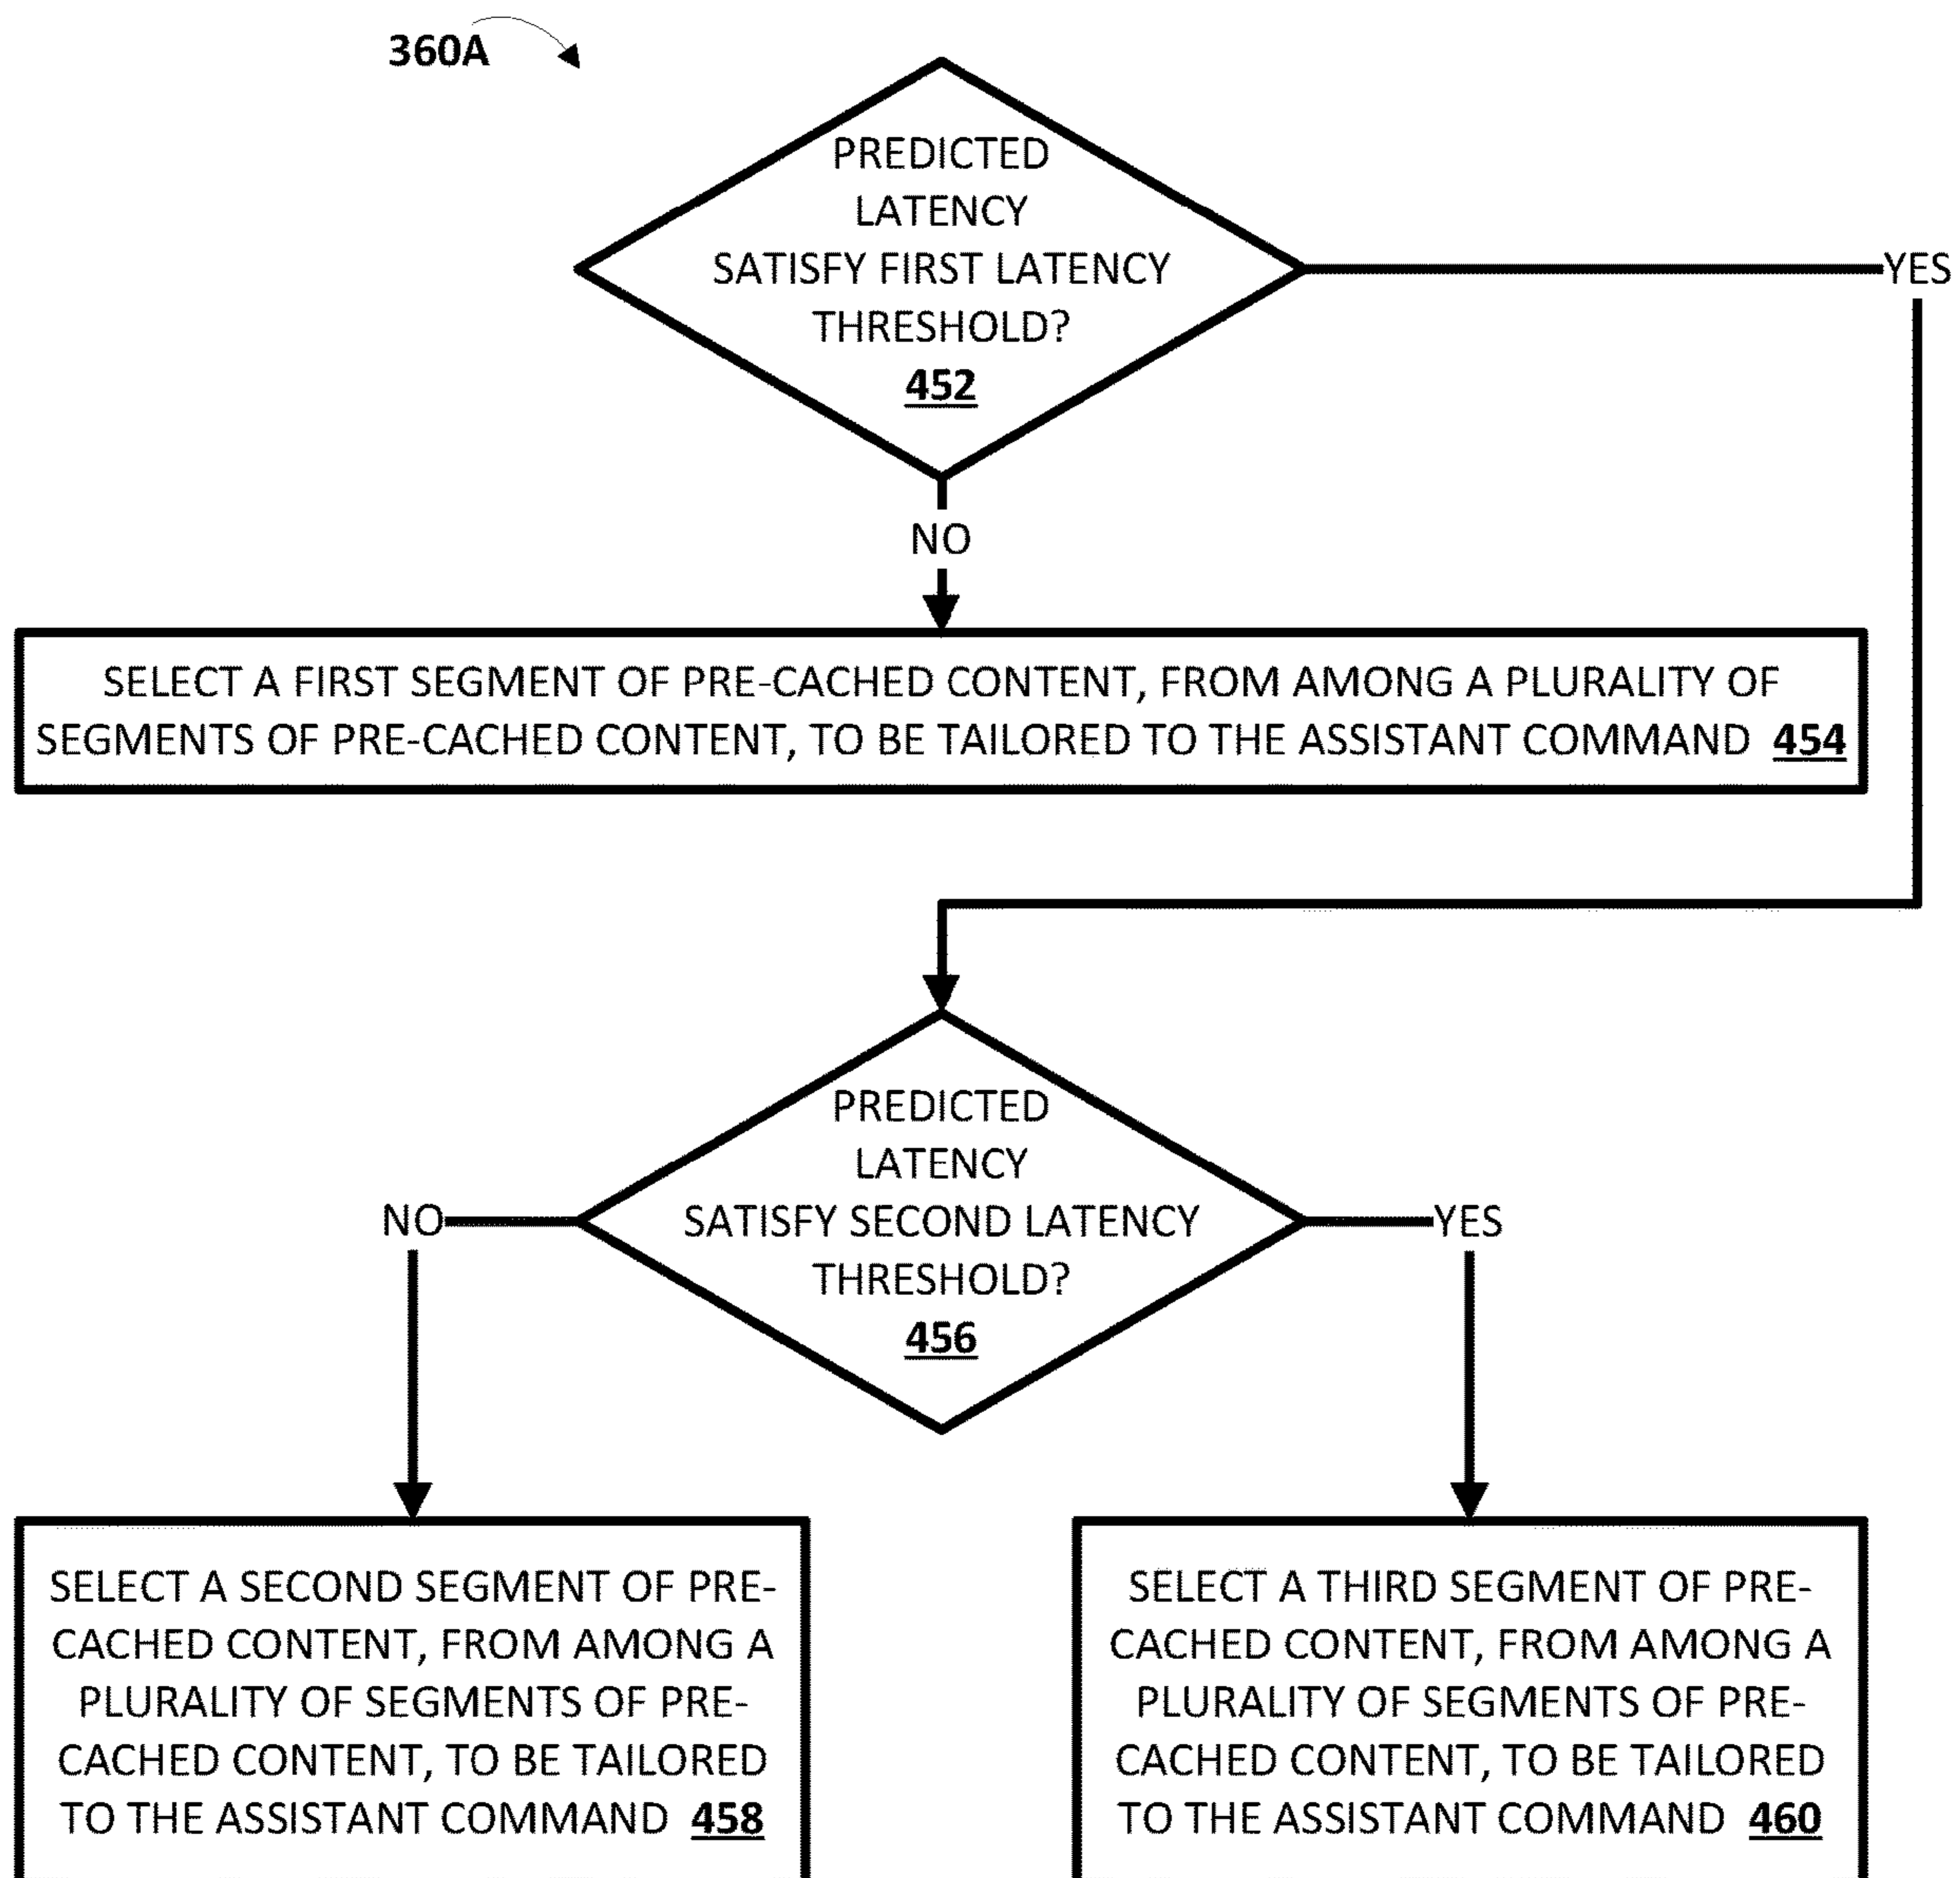 360A
PREDICTED
LATENCY
SATISFY FIRST LATENCY
THRESHOLD?
452
YES
NO
SELECT A FIRST SEGMENT OF PRE-CACHED CONTENT, FROM AMONG A PLURALITY OF
SEGMENTS OF PRE-CACHED CONTENT, TO BE TAILORED TO THE ASSISTANT COMMAND 454
PREDICTED
LATENCY
SATISFY SECOND LATENCY
THRESHOLD?
456
NO
YES
SELECT A SECOND SEGMENT OF PRE-
CACHED CONTENT, FROM AMONG A
PLURALITY OF SEGMENTS OF PRE-
CACHED CONTENT, TO BE TAILORED
TO THE ASSISTANT COMMAND 458
SELECT A THIRD SEGMENT OF PRE-
CACHED CONTENT, FROM AMONG A
PLURALITY OF SEGMENTS OF PRE-
CACHED CONTENT, TO BE TAILORED
TO THE ASSISTANT COMMAND 460